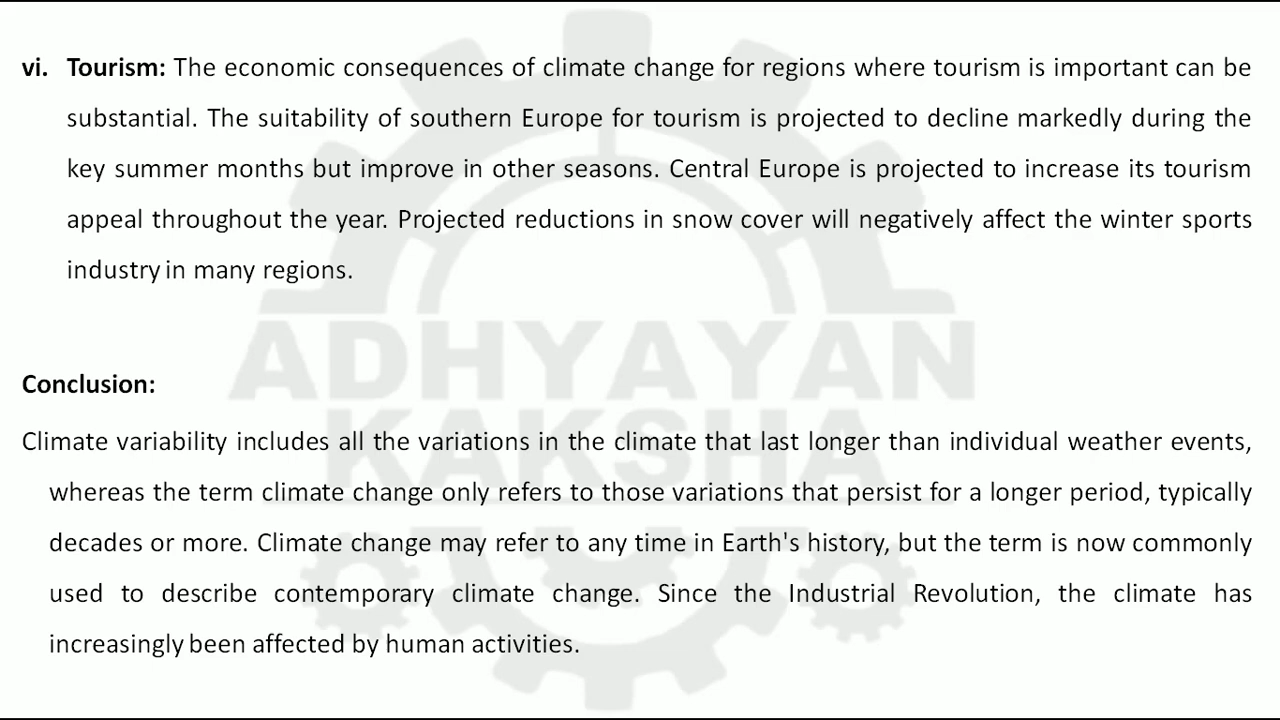 vi. Tourism: The economic consequences of climate change for regions where tourism is important can be
substantial. The suitability of southern Europe for tourism is projected to decline markedly during the
key summer months but improve in other seasons. Central Europe is projected to increase its tourism
appeal throughout the year. Projected reductions in snow cover will negatively affect the winter sports
industry in many regions.
ADHYAYAN
Conclusion:
KAKSHA
Climate variability includes all the variations in the climate that last longer than individual weather events,
whereas the term climate change only refers to those variations that persist for a longer period, typically
decades or more. Climate change may refer to any time in Earth's history, but the term is now commonly
used to describe contemporary climate change. Since the Industrial Revolution, the climate has
increasingly been affected by human activities.